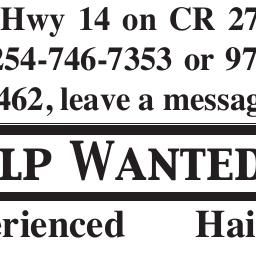 Hwy 14 on CR 27
254-746-7353 or 97
462, leave a messag
LP WANTED
erienced Hai